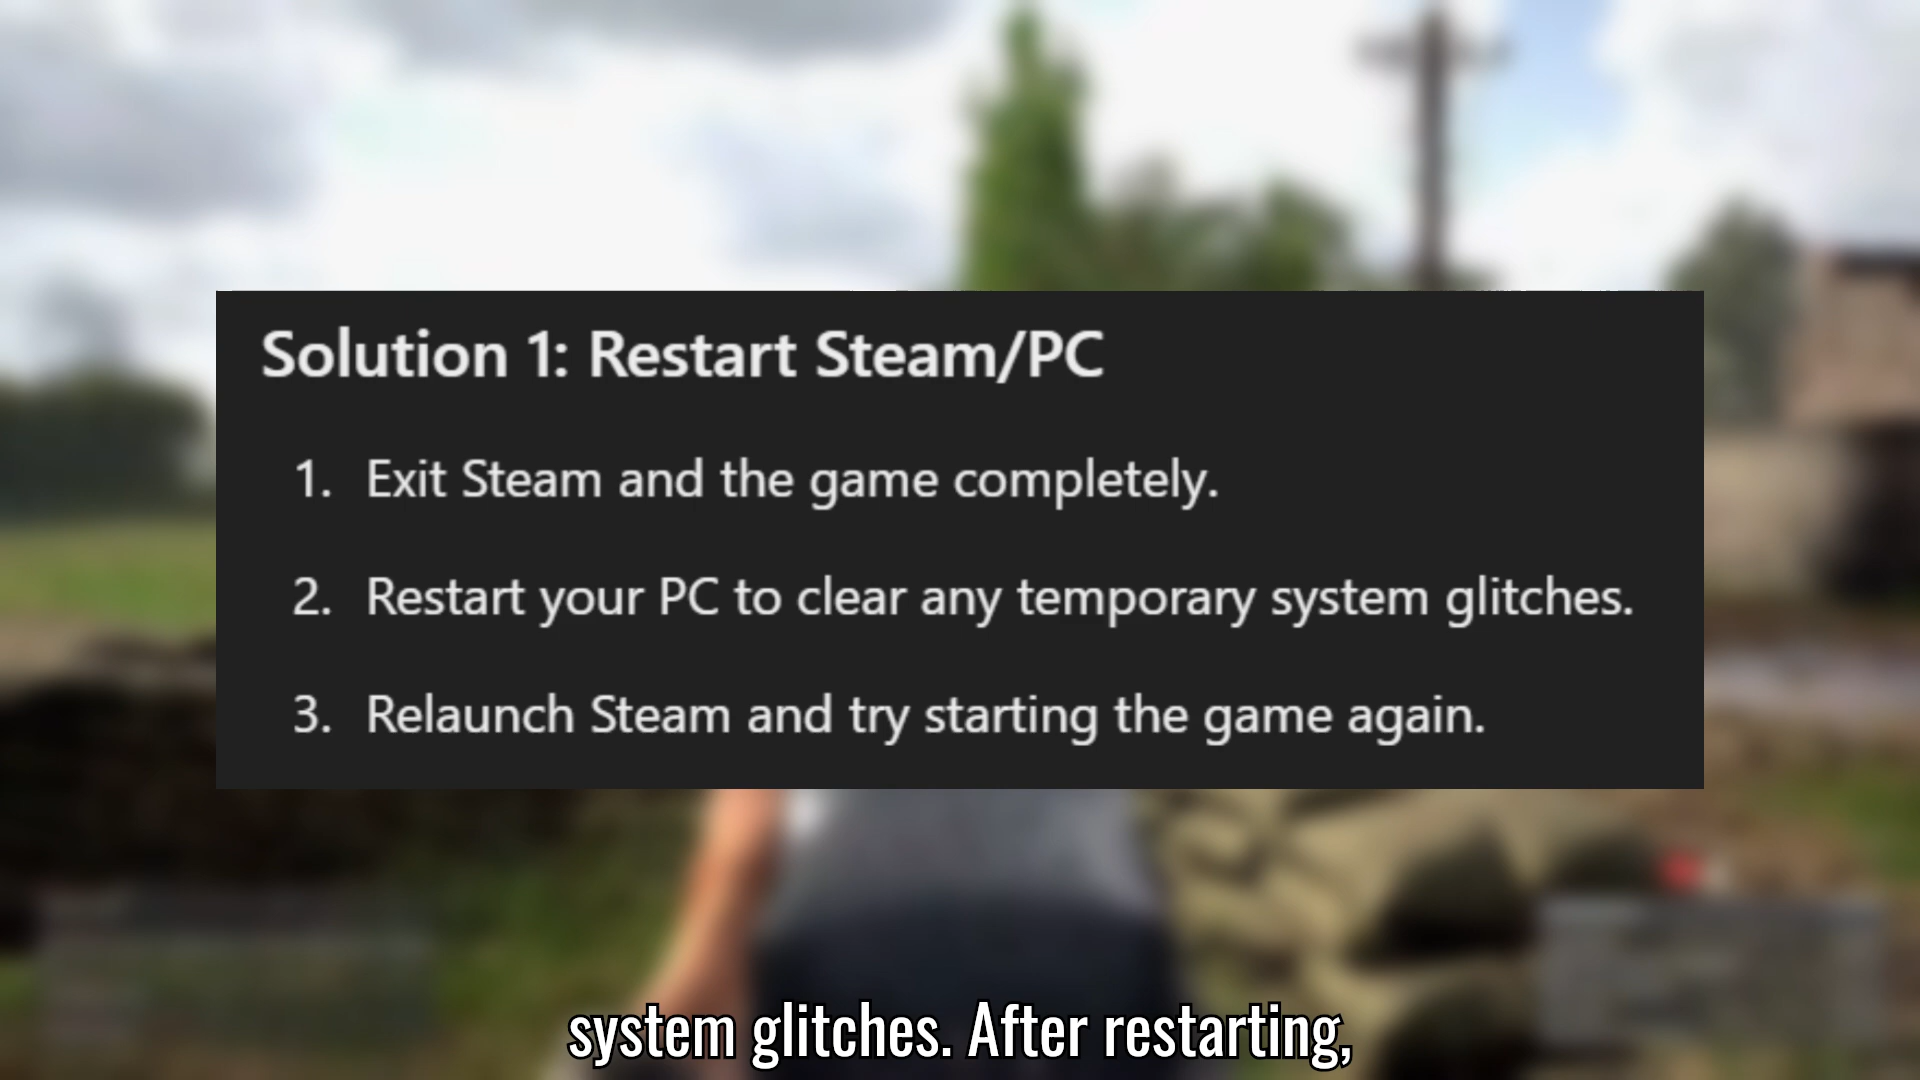 Solution 1: Restart Steam/PC
1. Exit Steam and the game completely.
2. Restart your PC to clear any temporary system glitches.
3. Relaunch Steam and try starting the game again.
system glitches. After restarting,